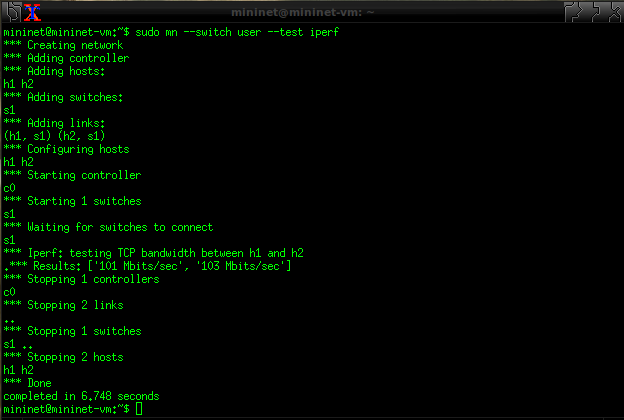 mininet@mininet-vm: ~
mininet@mininet-vm:~$ sudo mn --switch user --test iperf
*** Creating network
*** Adding controller
*** Adding hosts:
h1 h2
*** Adding switches:
s1
*** Adding links:
(h1, s1) (h2, s1)
*** Configuring hosts
h1 h2
*** Starting controller
c0
*** Starting 1 switches
s1
*** Waiting for switches to connect
s1
*** Iperf: testing TCP bandwidth between h1 and h2
.*** Results: ['101 Mbits/sec', '103 Mbits/sec']
*** Stopping 1 controllers
c0
*** Stopping 2 links
..
*** Stopping 1 switches
s1 ..
*** Stopping 2 hosts
h1 h2
*** Done
completed in 6.748 seconds
mininet@mininet-vm:~$